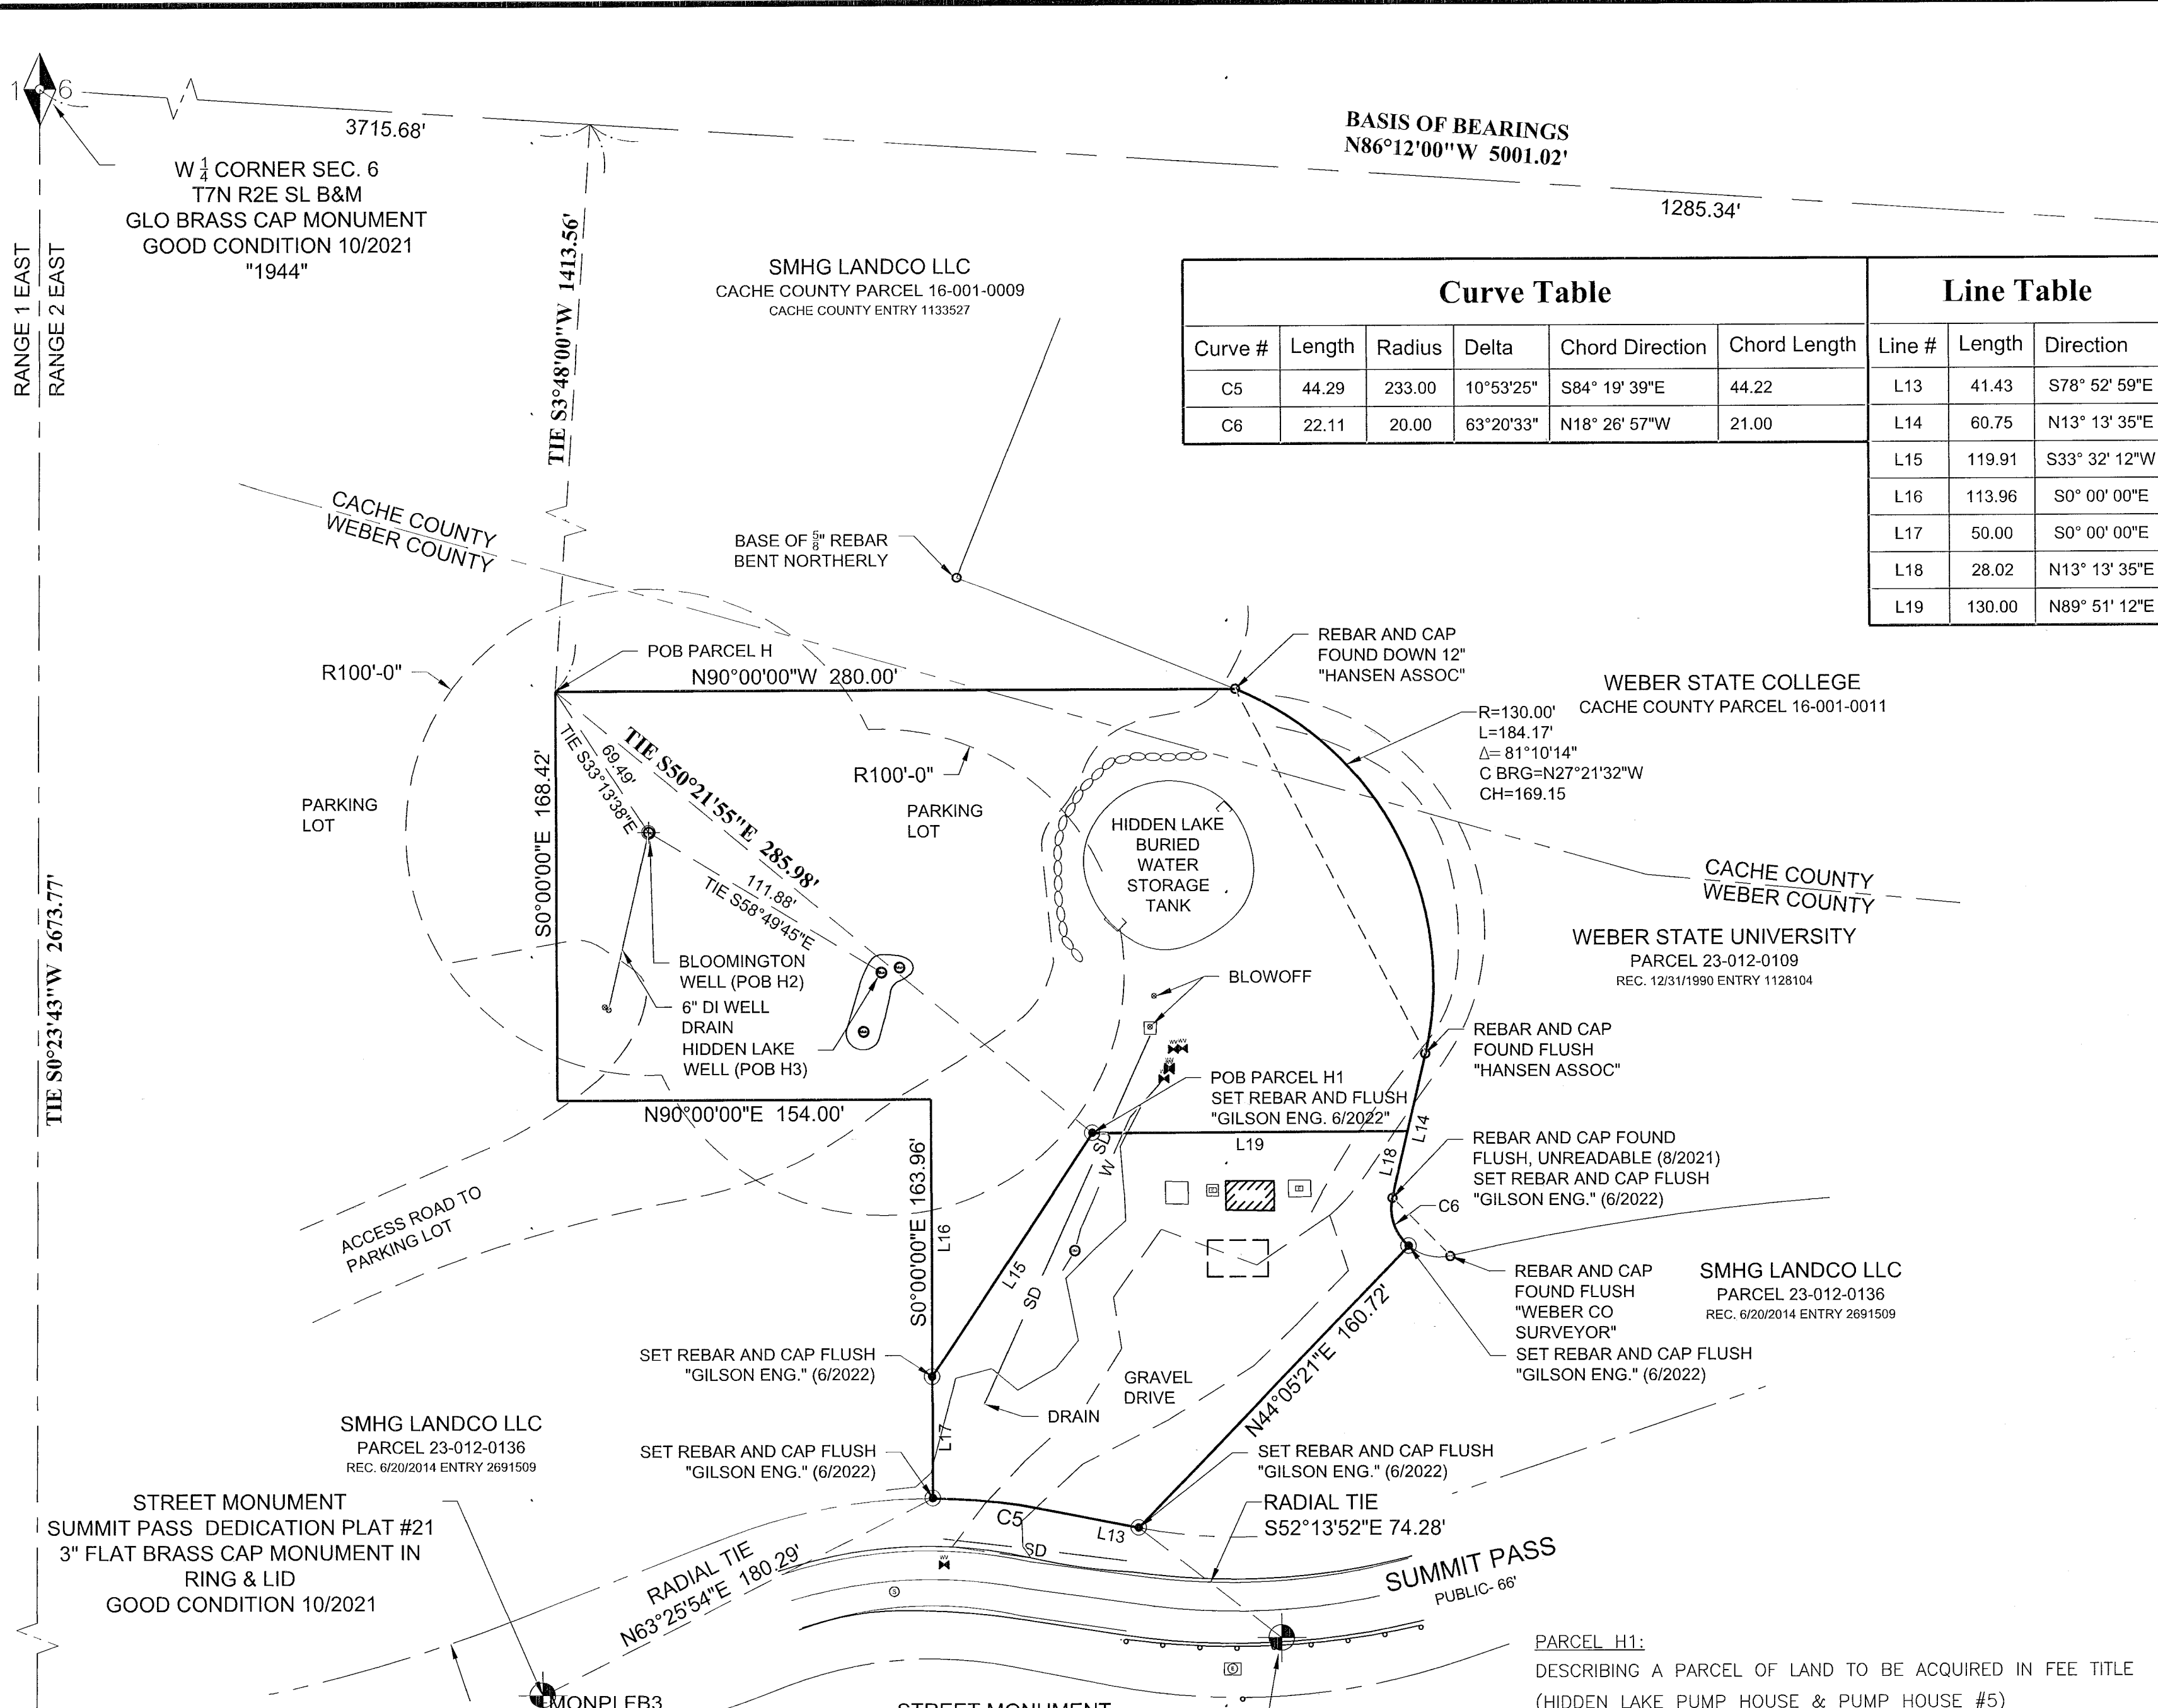 1 6
3715.68'
BASIS OF BEARINGS
N86°12'00"W 5001.02'
1285.34'
W 1/4 CORNER SEC. 6
T7N R2E SL B&M
GLO BRASS CAP MONUMENT
GOOD CONDITION 10/2021
"1944"
RANGE 1 EAST
RANGE 2 EAST
TIE S3°48'00"W 1413.56'
SMHG LANDCO LLC
CACHE COUNTY PARCEL 16-001-0009
CACHE COUNTY ENTRY 1133527
Curve Table
Curve # Length Radius Delta Chord Direction Chord Length
C5 44.29 233.00 10°53'25" S84° 19' 39"E 44.22
C6 22.11 20.00 63°20'33" N18° 26' 57"W 21.00
Line Table
Line # Length Direction
L13 41.43 S78° 52' 59"E
L14 60.75 N13° 13' 35"E
L15 119.91 S33° 32' 12"W
L16 113.96 S0° 00' 00"E
L17 50.00 S0° 00' 00"E
L18 28.02 N13° 13' 35"E
L19 130.00 N89° 51' 12"E
CACHE COUNTY
WEBER COUNTY
BASE OF 5/8" REBAR
BENT NORTHERLY
POB PARCEL H
N90°00'00"W 280.00'
R100'-0"
REBAR AND CAP
FOUND DOWN 12"
"HANSEN ASSOC"
WEBER STATE COLLEGE
CACHE COUNTY PARCEL 16-001-0011
R=130.00'
L=184.17'
Δ= 81°10'14"
C BRG=N27°21'32"W
CH=169.15
TIE S50°21'55"E 285.98'
69.49'
TIE S33°13'38"E
S0°00'00"E 168.42'
R100'-0"
PARKING
LOT
PARKING
LOT
HIDDEN LAKE
BURIED
WATER
STORAGE
TANK
111.88'
TIE S58°49'45"E
CACHE COUNTY
WEBER COUNTY
TIE S0°23'43"W 2673.77'
WEBER STATE UNIVERSITY
PARCEL 23-012-0109
REC. 12/31/1990 ENTRY 1128104
BLOOMINGTON
WELL (POB H2)
6" DI WELL
DRAIN
HIDDEN LAKE
WELL (POB H3)
BLOWOFF
WV WV
WV
WV
REBAR AND CAP
FOUND FLUSH
"HANSEN ASSOC"
POB PARCEL H1
SET REBAR AND FLUSH
"GILSON ENG. 6/2022"
N90°00'00"E 154.00'
L19
L14
SD
W
L18
REBAR AND CAP FOUND
FLUSH, UNREADABLE (8/2021)
SET REBAR AND CAP FLUSH
"GILSON ENG." (6/2022)
C6
ACCESS ROAD TO
PARKING LOT
S0°00'00"E 163.96'
L16
L15
SD
REBAR AND CAP
FOUND FLUSH
"WEBER CO
SURVEYOR"
SMHG LANDCO LLC
PARCEL 23-012-0136
REC. 6/20/2014 ENTRY 2691509
SET REBAR AND CAP FLUSH
"GILSON ENG." (6/2022)
SET REBAR AND CAP FLUSH
"GILSON ENG." (6/2022)
GRAVEL
DRIVE
N44°05'21"E 160.72'
DRAIN
L17
SMHG LANDCO LLC
PARCEL 23-012-0136
REC. 6/20/2014 ENTRY 2691509
SET REBAR AND CAP FLUSH
"GILSON ENG." (6/2022)
SET REBAR AND CAP FLUSH
"GILSON ENG." (6/2022)
STREET MONUMENT
SUMMIT PASS DEDICATION PLAT #21
3" FLAT BRASS CAP MONUMENT IN
RING & LID
GOOD CONDITION 10/2021
C5
L13
SD
WV
S
RADIAL TIE
S52°13'52"E 74.28'
RADIAL TIE
N63°25'54"E 180.29'
SUMMIT PASS
PUBLIC- 66'
PARCEL H1:
DESCRIBING A PARCEL OF LAND TO BE ACQUIRED IN FEE TITLE
(HIDDEN LAKE PUMP HOUSE & PUMP HOUSE #5)
MONPLFB3
STREET MONUMENT